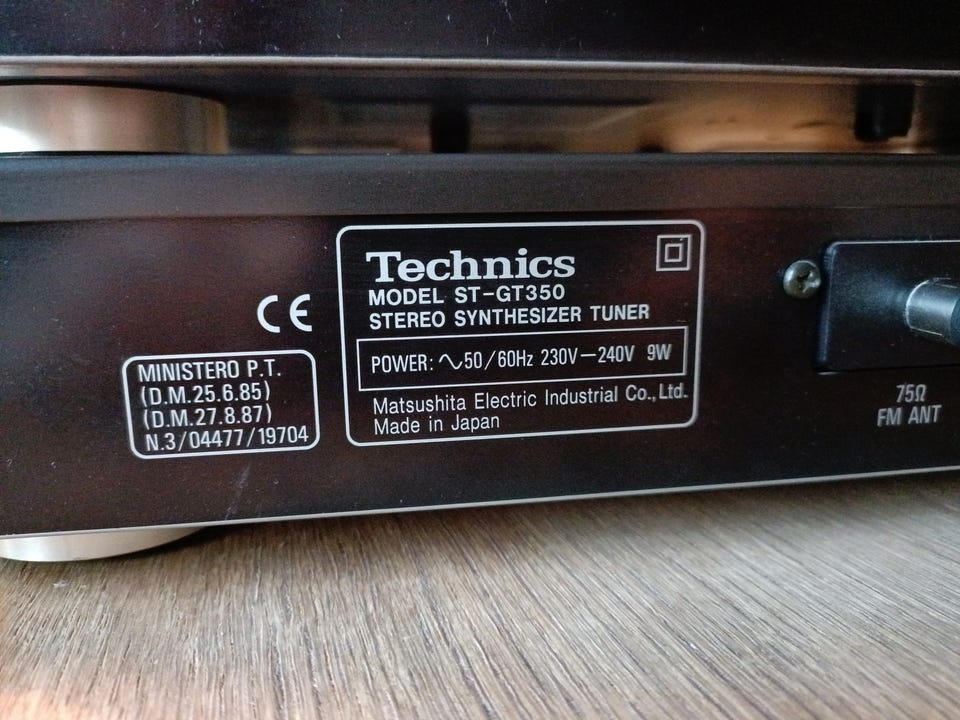 Technics
MODEL ST-GT350
STEREO SYNTHESIZER TUNER
POWER: ∿50/60Hz 230V—240V 9W
Matsushita Electric Industrial Co.,Ltd.
Made in Japan
CE
MINISTERO P.T.
(D.M.25.6.85)
(D.M.27.8.87)
N.3/04477/19704
75Ω
FM ANT